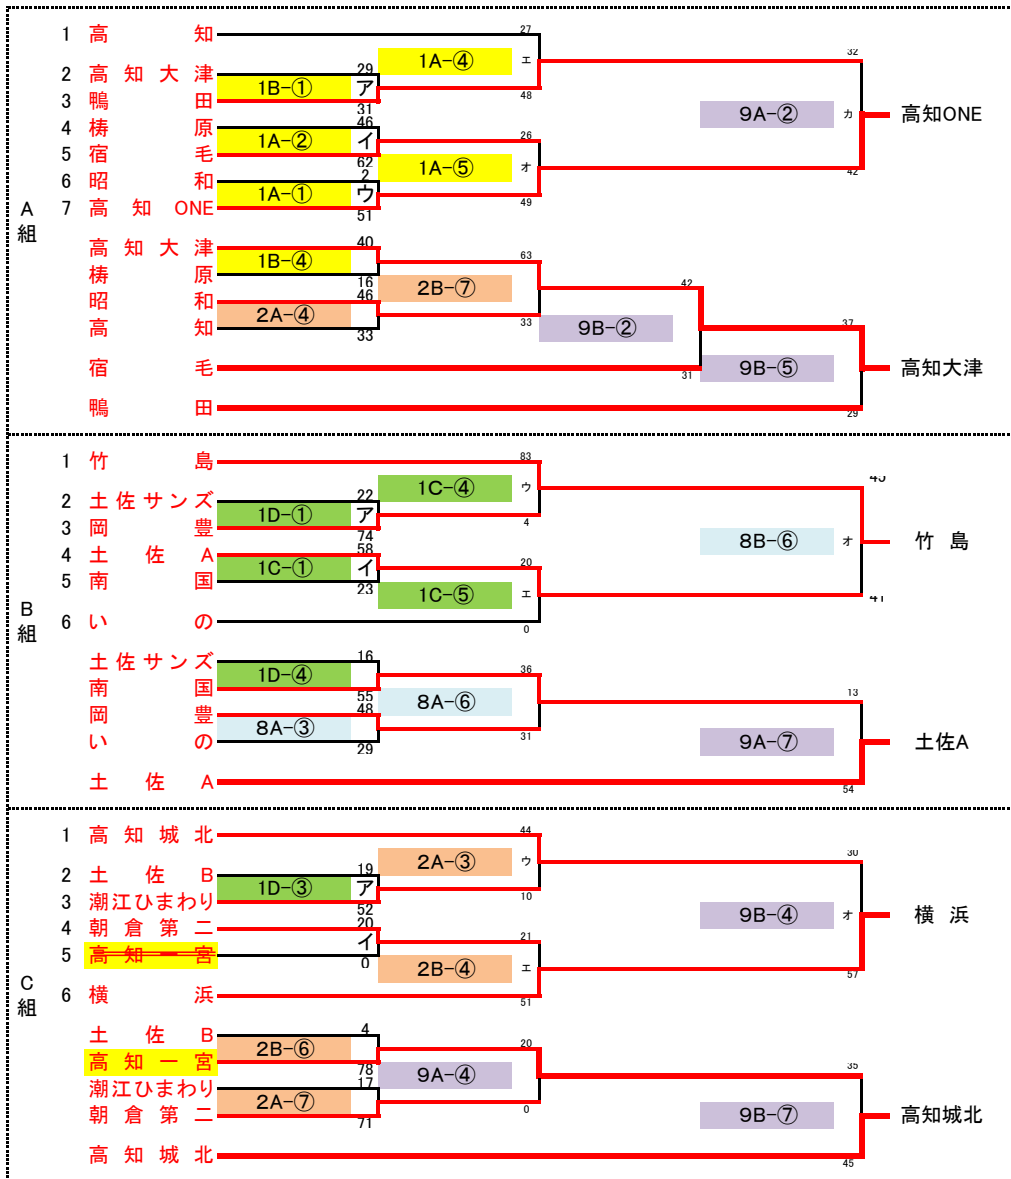 A組
1 高知 27
1A-④ エ 32
2 高知大津 29
1B-① ア
3 鴨田 31 48
9A-② カ 高知ONE
4 梼原 46
1A-② イ 26
5 宿毛 62
1A-⑤ オ 42
6 昭和 2
1A-① ウ 49
7 高知ONE 51
高知大津 40
1B-④ 63
梼原 16
2B-⑦ 42
昭和 46
2A-④ 33
高知 33
9B-② 37
宿毛 31
9B-⑤ 高知大津
鴨田 29
B組
1 竹島 83
1C-④ ウ
2 土佐サンズ 22
1D-① ア 4
3 岡豊 74
8B-⑥ オ 竹島
4 土佐A 58
1C-① イ 20
5 南国 23
1C-⑤ エ
6 いの 0
土佐サンズ 16
1D-④ 36
南国 55
8A-⑥ 13
岡豊 48
8A-③ 31
いの 29
9A-⑦ 土佐A
土佐A 54
C組
1 高知城北 44
2A-③ ウ 30
2 土佐B 19
1D-③ ア 10
3 潮江ひまわり 52
9B-④ オ 横浜
4 朝倉第二 20
イ 21
5 高知一宮 0
2B-④ エ 57
6 横浜 51
土佐B 4
2B-⑥ 20
高知一宮 78
9A-④ 35
潮江ひまわり 17
2A-⑦ 0
朝倉第二 71
9B-⑦ 高知城北
高知城北 45